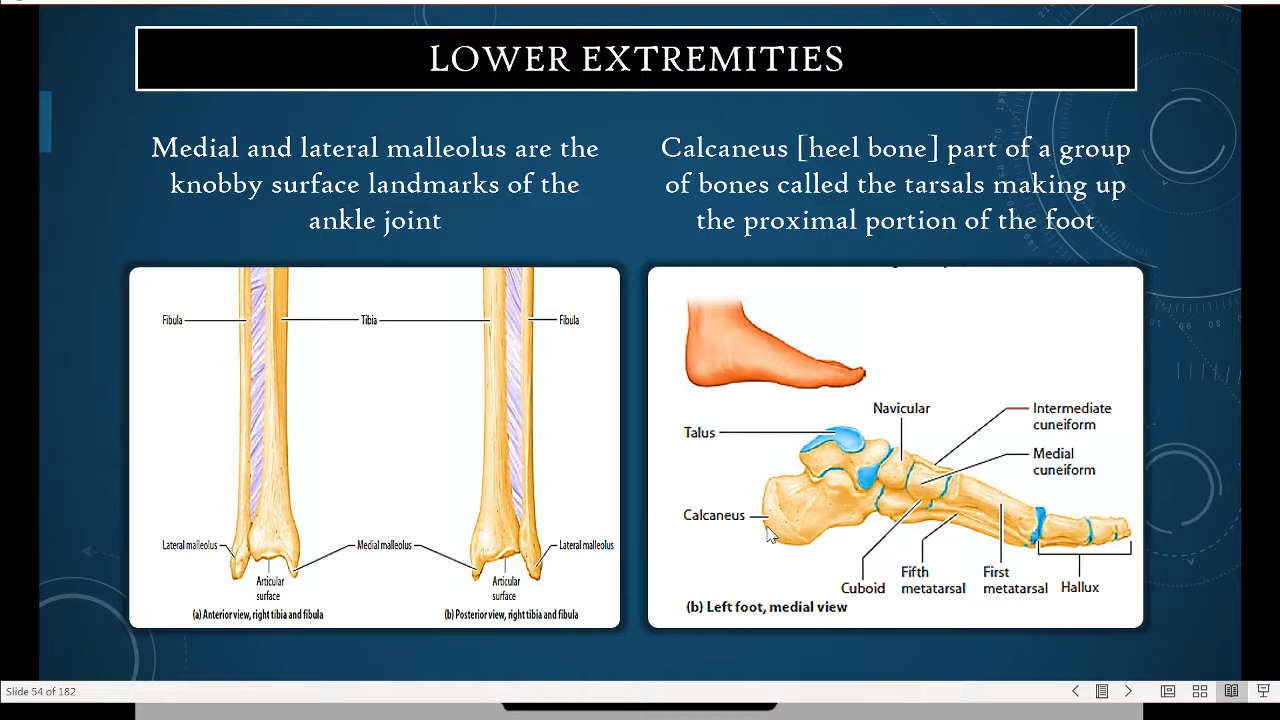 LOWER EXTREMITIES
Medial and lateral malleolus are the
knobby surface landmarks of the
ankle joint
Calcaneus [heel bone] part of a group
of bones called the tarsals making up
the proximal portion of the foot
Fibula
Tibia
Fibula
Lateral malleolus
Medial malleolus
Lateral malleolus
Articular
surface
Articular
surface
(a) Anterior view, right tibia and fibula
(b) Posterior view, right tibia and fibula
Navicular
Intermediate
cuneiform
Talus
Medial
cuneiform
Calcaneus
Cuboid
Fifth
metatarsal
First
metatarsal
Hallux
(b) Left foot, medial view
Slide 54 of 182